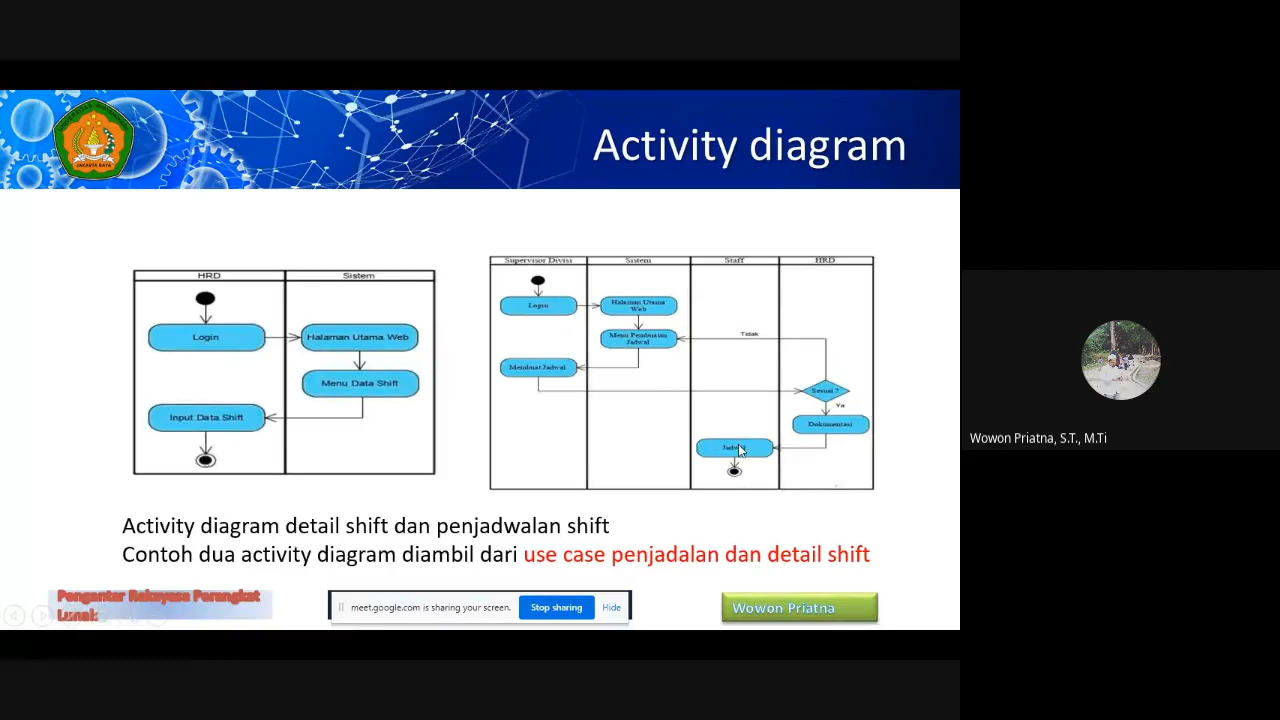 Activity diagram
JAKARTA RAYA
HRD
Sistem
Login
Halaman Utama Web
Menu Data Shift
Input Data Shift
Supervisor Divisi
Sistem
Staff
HRD
Login
Halaman Utama
Web
Menu Pembuatan
Jadwal
Tidak
Membuat Jadwal
Sesuai ?
Ya
Dokumentasi
Activity diagram detail shift dan penjadwalan shift
Contoh dua activity diagram diambil dari use case penjadalan dan detail shift
Pengantar Rekayasa Perangkat
Lunak
meet.google.com is sharing your screen.
Stop sharing
Hide
Wowon Priatna
Wowon Priatna, S.T., M.Ti